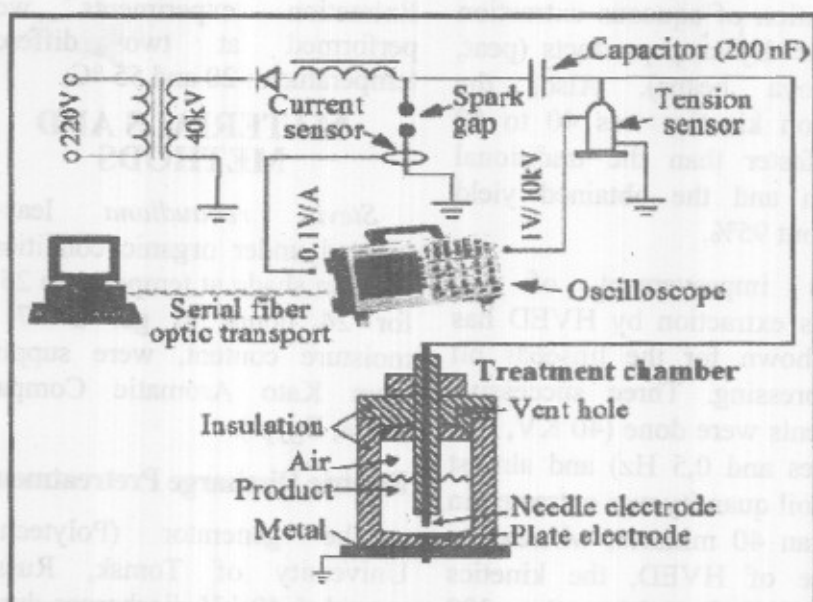 Capacitor (200 nF)
220V
40kV
Current
sensor
Spark
gap
Tension
sensor
0.1V/A
1V/10kV
Oscilloscope
Serial fiber
optic transport
Treatment chamber
Insulation
Vent hole
Air
Product
Needle electrode
Metal
Plate electrode